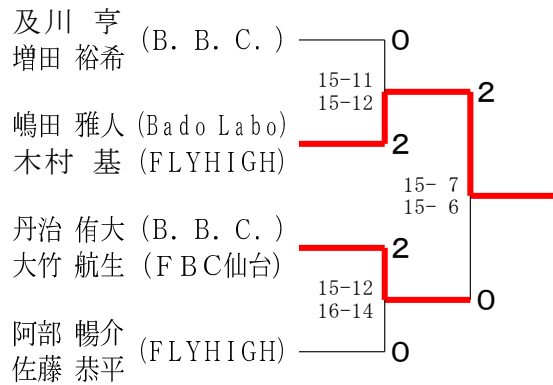 及川 亨 (B. B. C. ) 0
増田 裕希
15-11
15-12
2
嶋田 雅人 (Bado Labo)
木村 基 (FLYHIGH) 2
15- 7
15- 6
丹治 侑大 (B. B. C. ) 2
大竹 航生 (FBC仙台)
15-12
16-14
0
阿部 暢介
佐藤 恭平 (FLYHIGH) 0